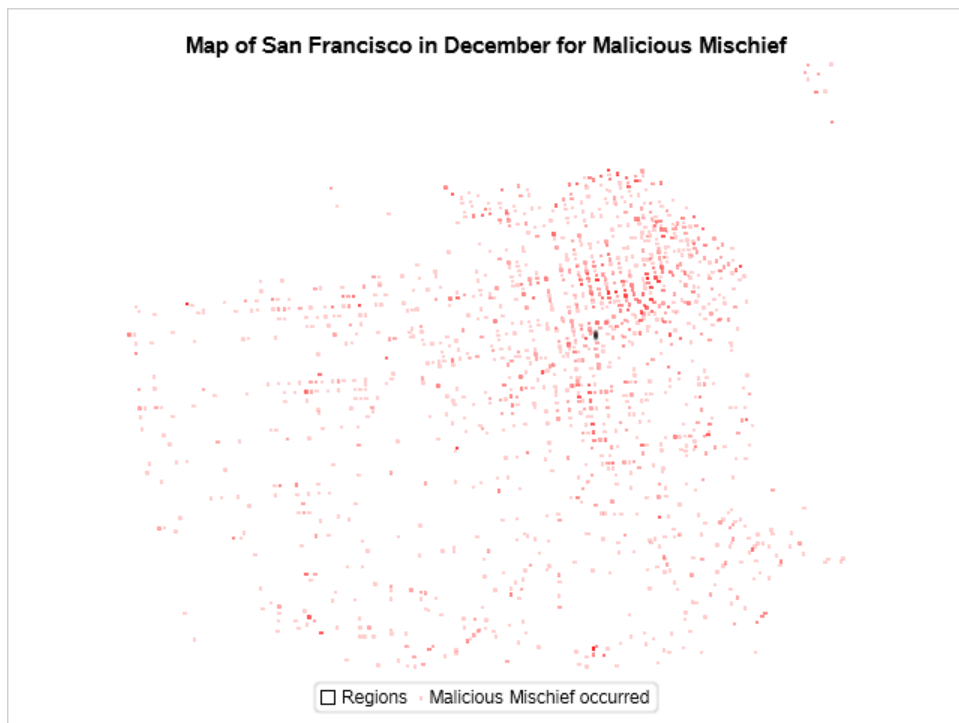 Map of San Francisco in December for Malicious Mischief
Regions Malicious Mischief occurred